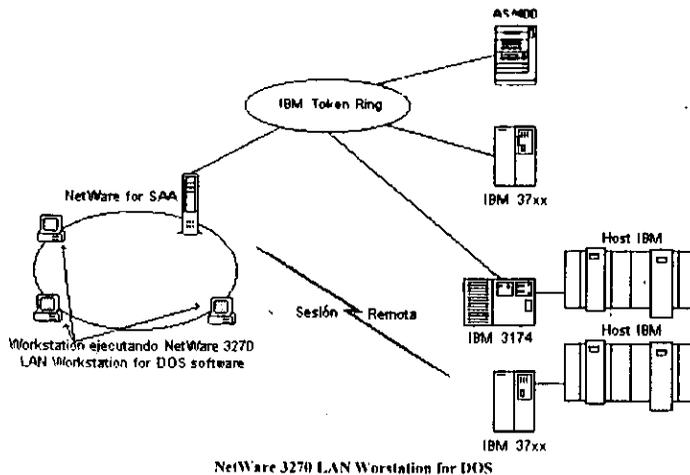 AS/400
IBM Token Ring
NetWare for SAA
IBM 37xx
Host IBM
Sesión Remota
IBM 3174
Host IBM
Workstation ejecutando NetWare 3270
LAN Workstation for DOS software
IBM 37xx
NetWare 3270 LAN Worstation for DOS